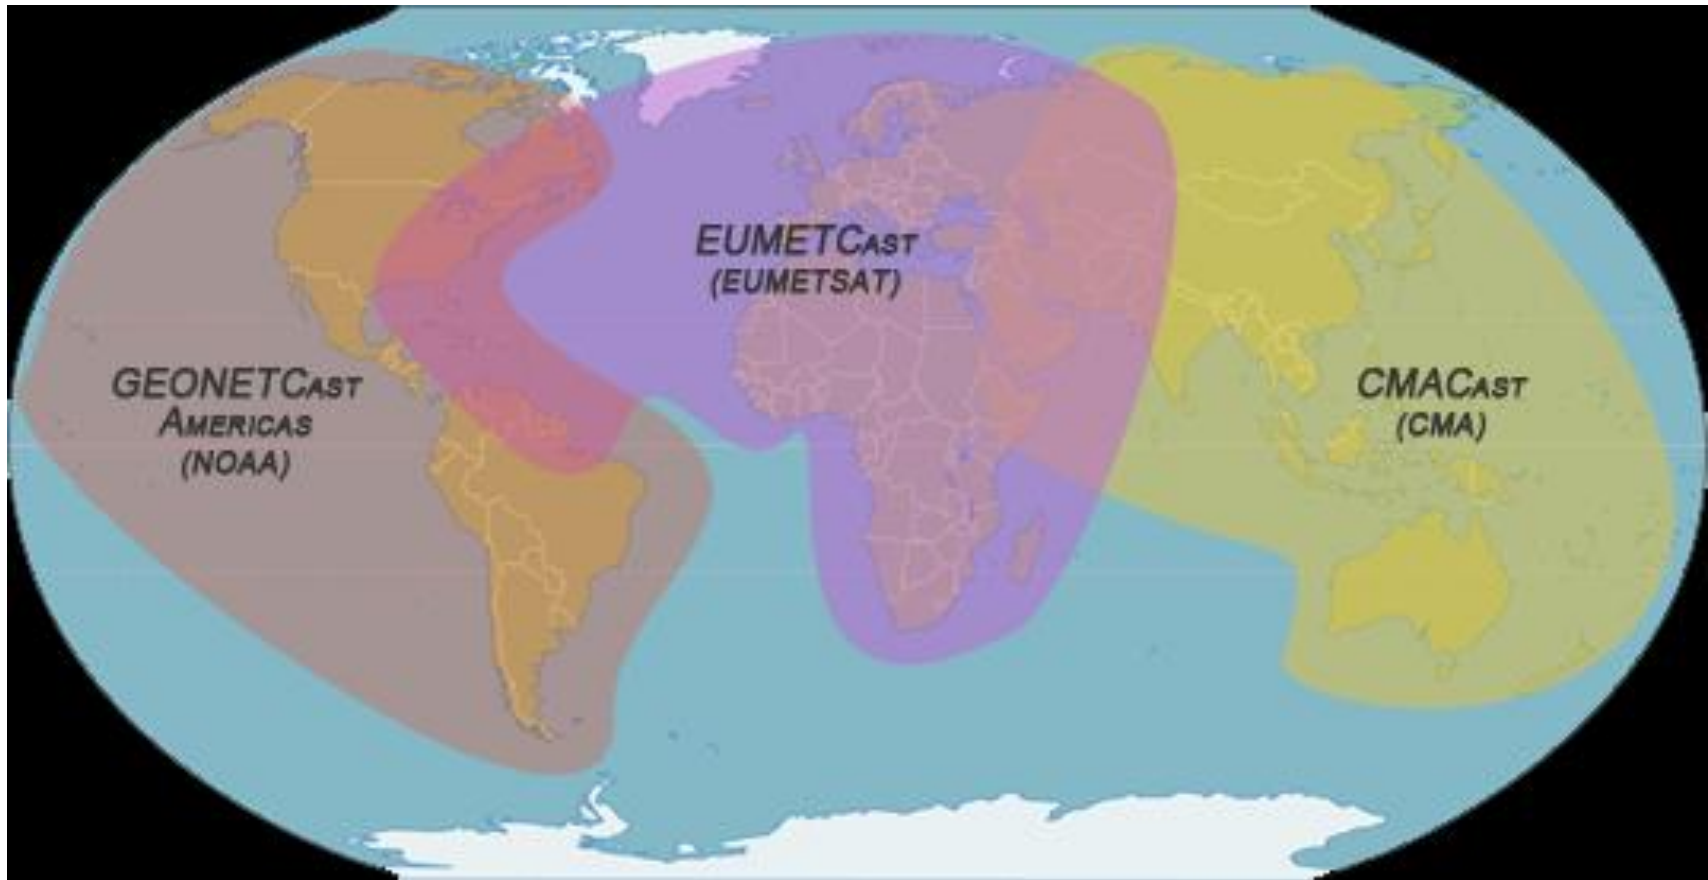 EUMETCAST
(EUMETSAT)
GEONETCAST
AMERICAS
(NOAA)
CMACAST
(CMA)